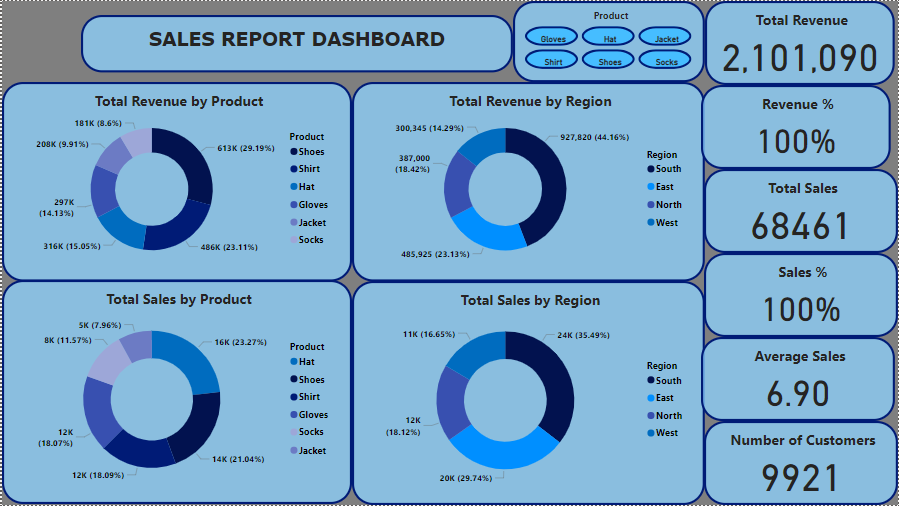 SALES REPORT DASHBOARD
Product
Gloves
Hat
Jacket
Shirt
Shoes
Socks
Total Revenue
2,101,090
Total Revenue by Product
181K (8.6%)
208K (9.91%)
297K
(14.13%)
316K (15.05%)
613K (29.19%)
486K (23.11%)
Product
Shoes
Shirt
Hat
Gloves
Jacket
Socks
Total Revenue by Region
300,345 (14.29%)
387,000
(18.42%)
485,925 (23.13%)
927,820 (44.16%)
Region
South
East
North
West
Revenue %
100%
Total Sales
68461
Total Sales by Product
5K (7.96%)
8K (11.57%)
12K
(18.07%)
12K (18.09%)
16K (23.27%)
14K (21.04%)
Product
Hat
Shoes
Shirt
Gloves
Socks
Jacket
Total Sales by Region
11K (16.65%)
12K
(18.12%)
20K (29.74%)
24K (35.49%)
Region
South
East
North
West
Sales %
100%
Average Sales
6.90
Number of Customers
9921